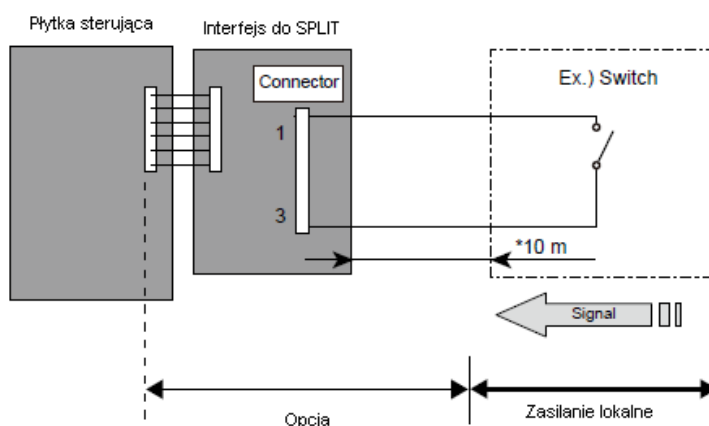 Płytka sterująca
Interfejs do SPLIT
Connector
Ex.) Switch
1
3
*10 m
Signal
Opcja
Zasilanie lokalne